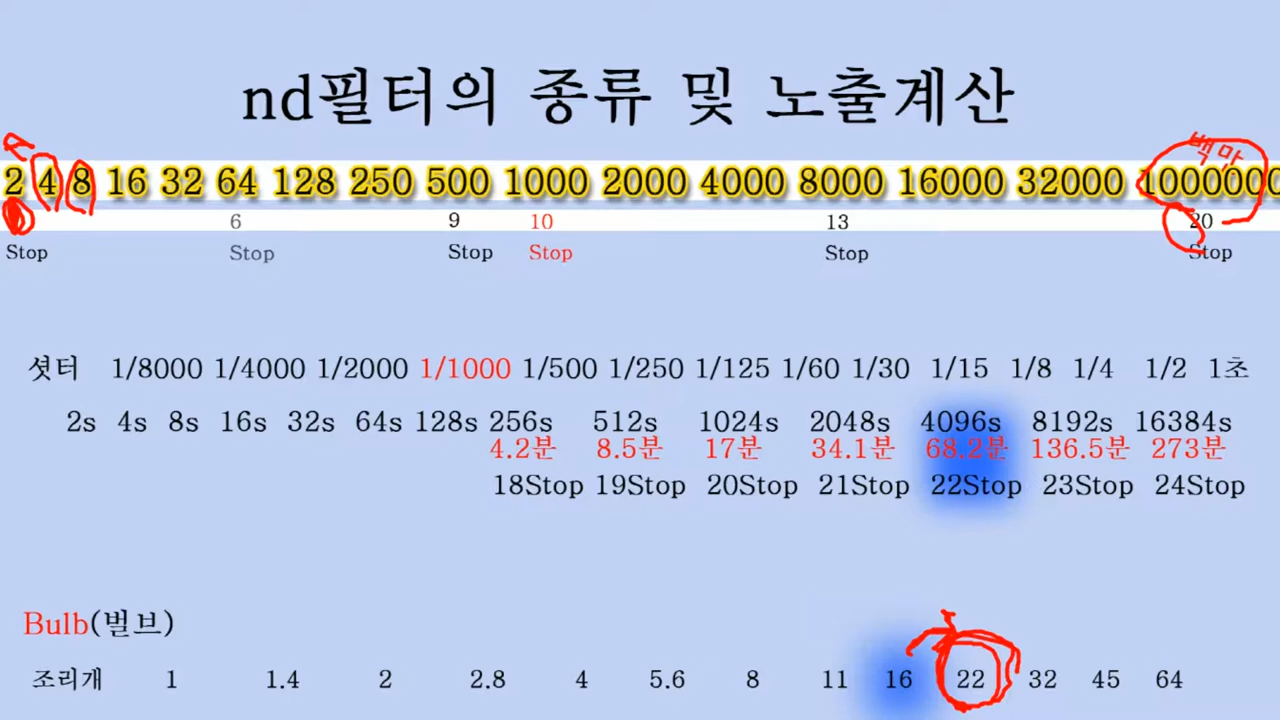 nd필터의 종류 및 노출계산
백만
2 4 8 16 32 64 128 250 500 1000 2000 4000 8000 16000 32000 1000000
6 9 10 13 20
Stop Stop Stop Stop Stop Stop
셧터 1/8000 1/4000 1/2000 1/1000 1/500 1/250 1/125 1/60 1/30 1/15 1/8 1/4 1/2 1초
2s 4s 8s 16s 32s 64s 128s 256s 512s 1024s 2048s 4096s 8192s 16384s
4.2분 8.5분 17분 34.1분 68.2분 136.5분 273분
18Stop 19Stop 20Stop 21Stop 22Stop 23Stop 24Stop
Bulb(벌브)
조리개 1 1.4 2 2.8 4 5.6 8 11 16 22 32 45 64